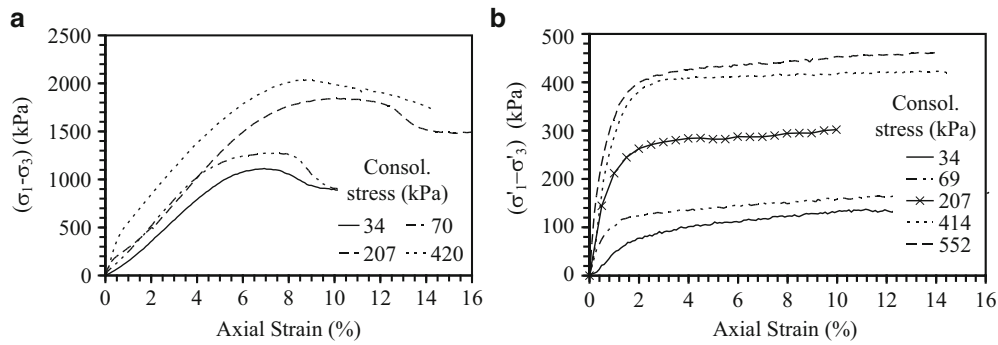 a
2500
2000
1500
1000
500
0
(σ1-σ3) (kPa)
Consol.
stress (kPa)
34
70
207
420
0 2 4 6 8 10 12 14 16
Axial Strain (%)
b
500
400
300
200
100
0
(σ'1–σ'3) (kPa)
Consol.
stress (kPa)
34
69
207
414
552
0 2 4 6 8 10 12 14 16
Axial Strain (%)